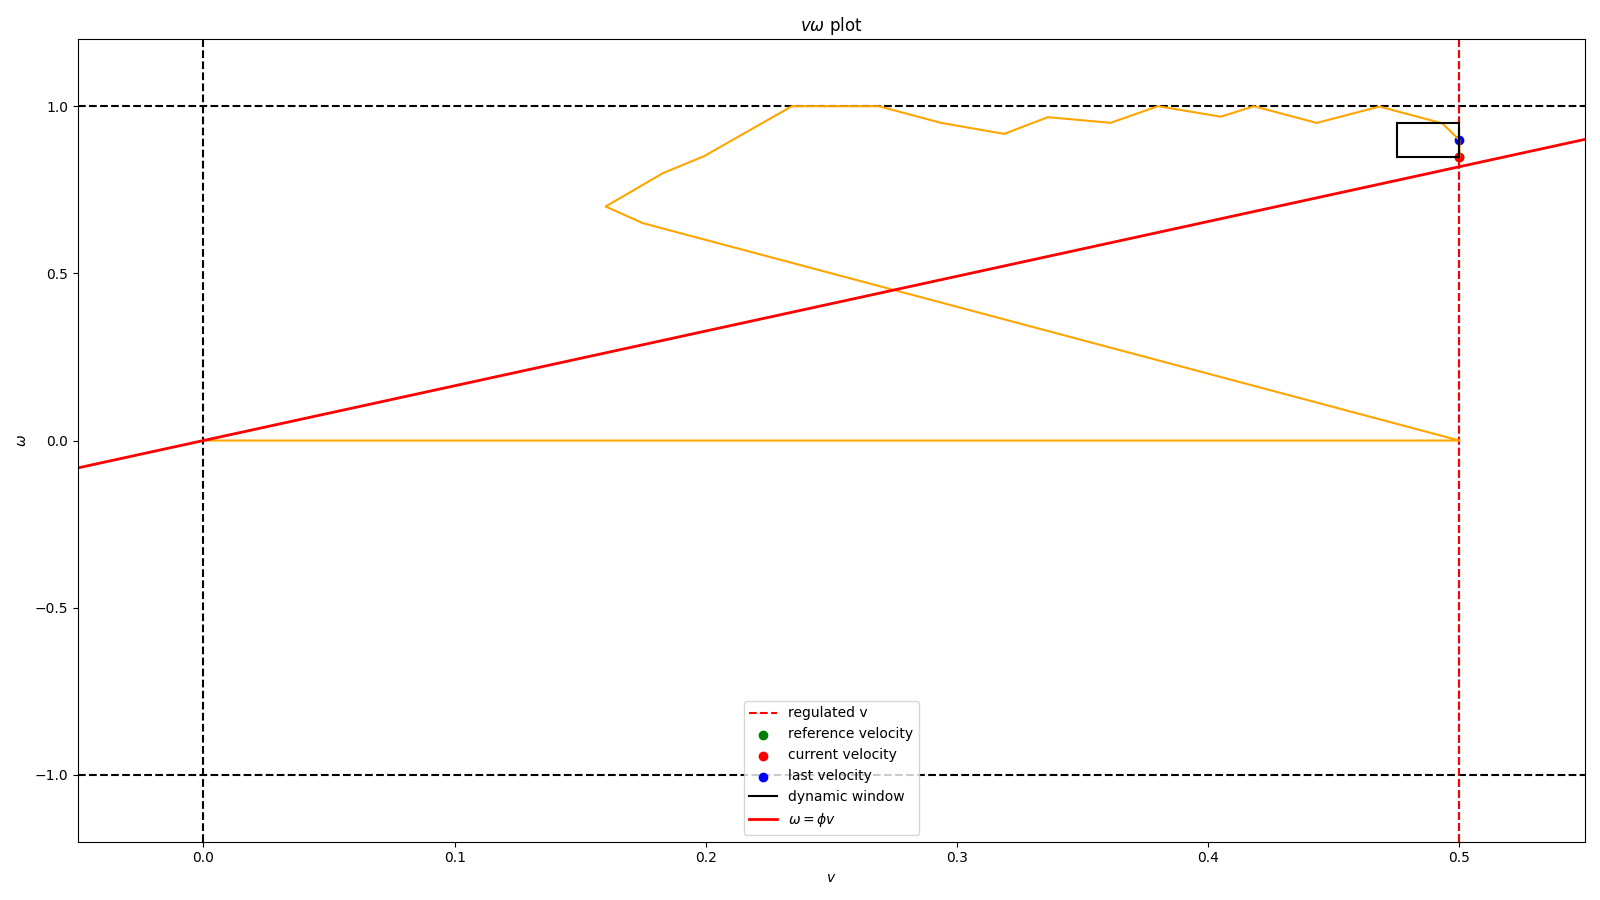 vω plot
1.0
0.5
0.0
−0.5
−1.0
ω
0.0 0.1 0.2 0.3 0.4 0.5
v
regulated v
reference velocity
current velocity
last velocity
dynamic window
ω = ϕv